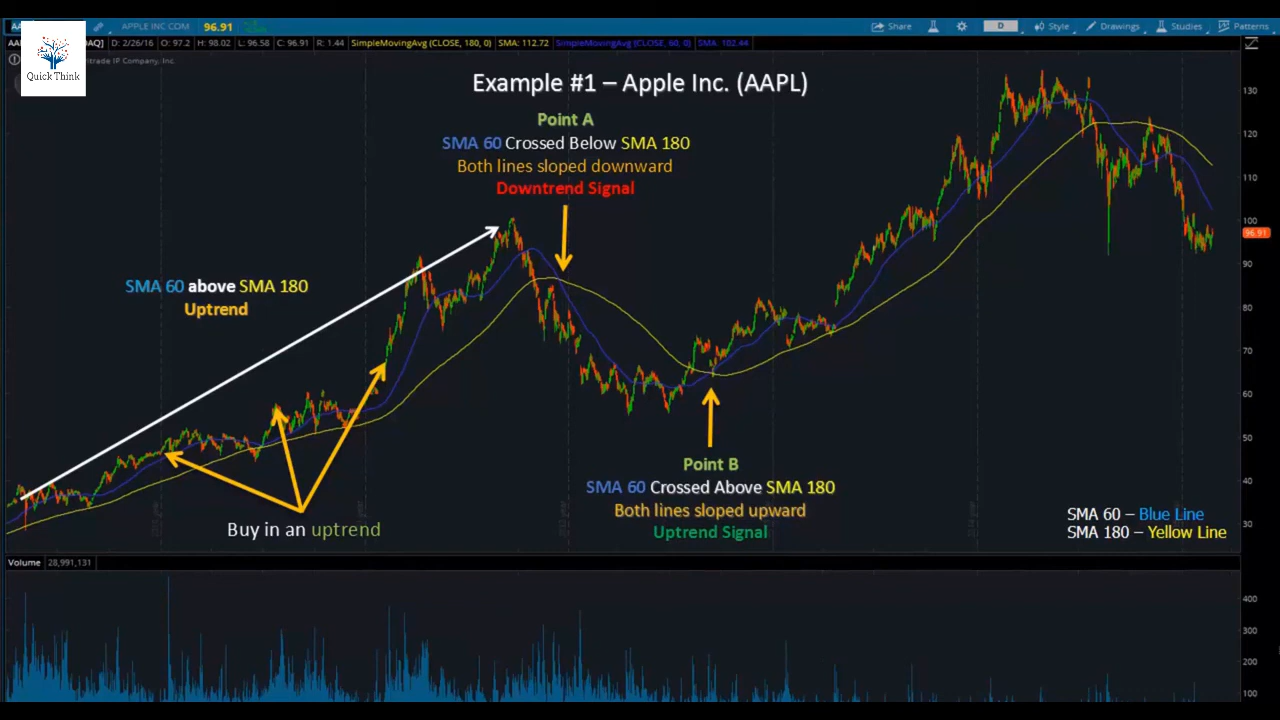 APPLE INC COM
96.91
Share
D
Style
Drawings
Studies
Patterns
D: 2/26/16
O: 97.2
H: 98.02
L: 96.58
C: 96.91
R: 1.44
SimpleMovingAvg (CLOSE, 180, 0)
SMA: 112.72
SimpleMovingAvg (CLOSE, 60, 0)
SMA: 102.44
Quick Think
Example #1 – Apple Inc. (AAPL)
Point A
SMA 60 Crossed Below SMA 180
Both lines sloped downward
Downtrend Signal
SMA 60 above SMA 180
Uptrend
Buy in an uptrend
Point B
SMA 60 Crossed Above SMA 180
Both lines sloped upward
Uptrend Signal
SMA 60 – Blue Line
SMA 180 – Yellow Line
130
120
110
100
96.91
90
80
70
60
50
40
30
Volume
28,991,131
400
300
200
100